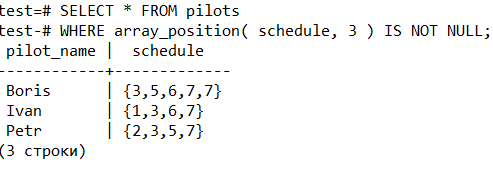 test=# SELECT * FROM pilots
test-# WHERE array_position( schedule, 3 ) IS NOT NULL;
pilot_name | schedule
------------+-------------
Boris | {3,5,6,7,7}
Ivan | {1,3,6,7}
Petr | {2,3,5,7}
(3 строки)